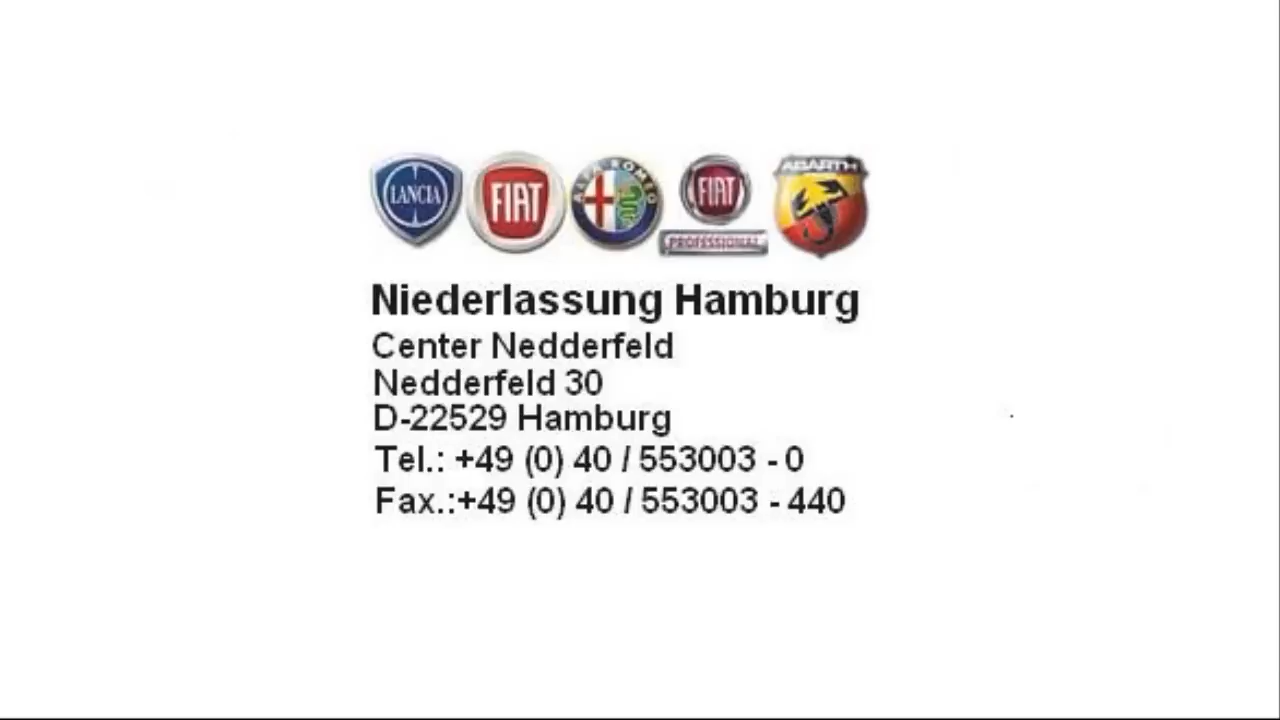 LANCIA FIAT ALFA ROMEO FIAT ABARTH
PROFESSIONAL
Niederlassung Hamburg
Center Nedderfeld
Nedderfeld 30
D-22529 Hamburg
Tel.: +49 (0) 40 / 553003 - 0
Fax.:+49 (0) 40 / 553003 - 440